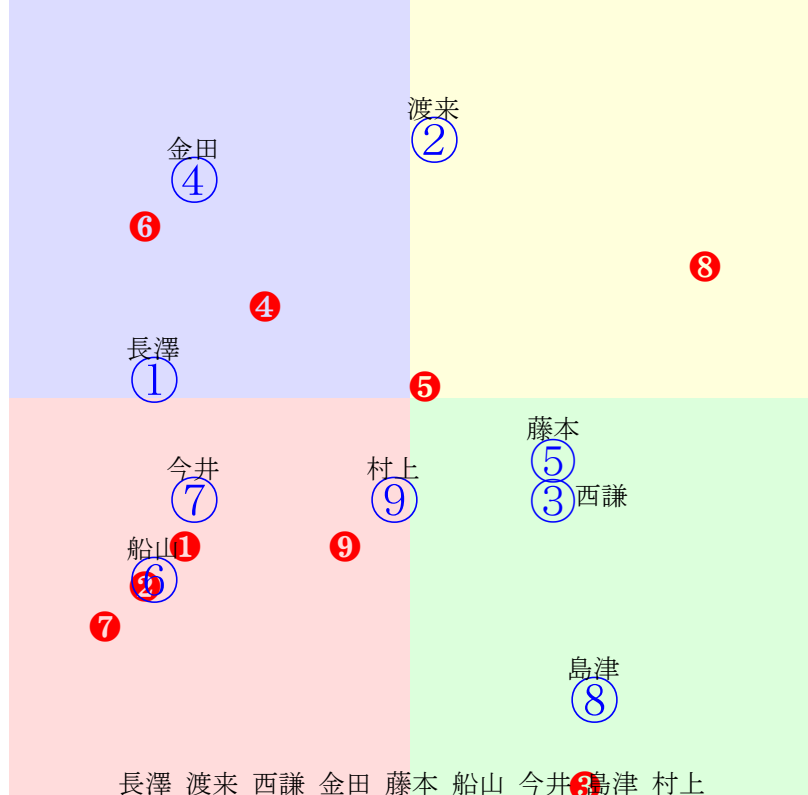 渡来
②
金田
④
❻
❽
❹
長澤
①
❺
藤本
⑤
今井
⑦
村上
⑨
③西謙
船山
❶
❾
❷
⑥
❼
島津
⑧
長澤 渡来 西謙 金田 藤本 船山 今井 ❸島津 村上